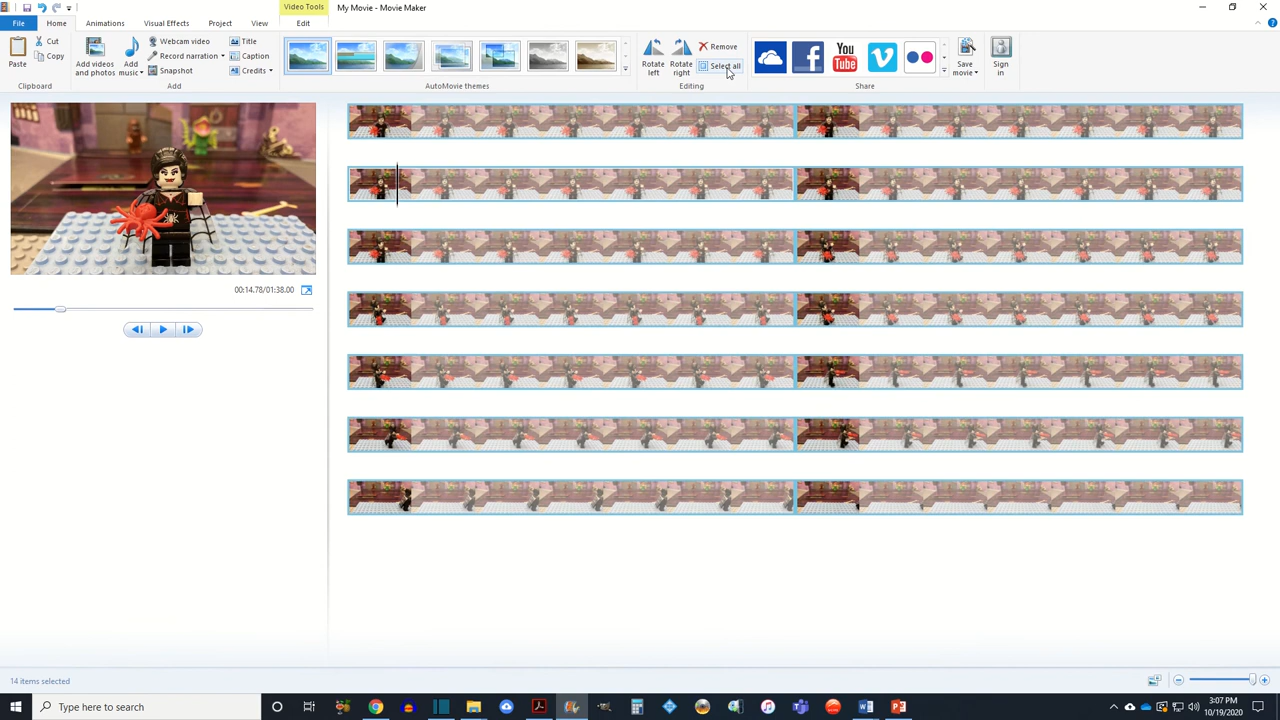 Video Tools
My Movie - Movie Maker
File
Home
Animations
Visual Effects
Project
View
Edit
Paste
Cut
Copy
Clipboard
Add videos
and photos
Add
music
Webcam video
Record narration
Snapshot
Title
Caption
Credits
Add
AutoMovie themes
Rotate
left
Rotate
right
Remove
Select all
Editing
You
Tube
Share
Save
movie
Sign
in
00:14.78/01:38.00
14 items selected
Type here to search
3:07 PM
10/19/2020